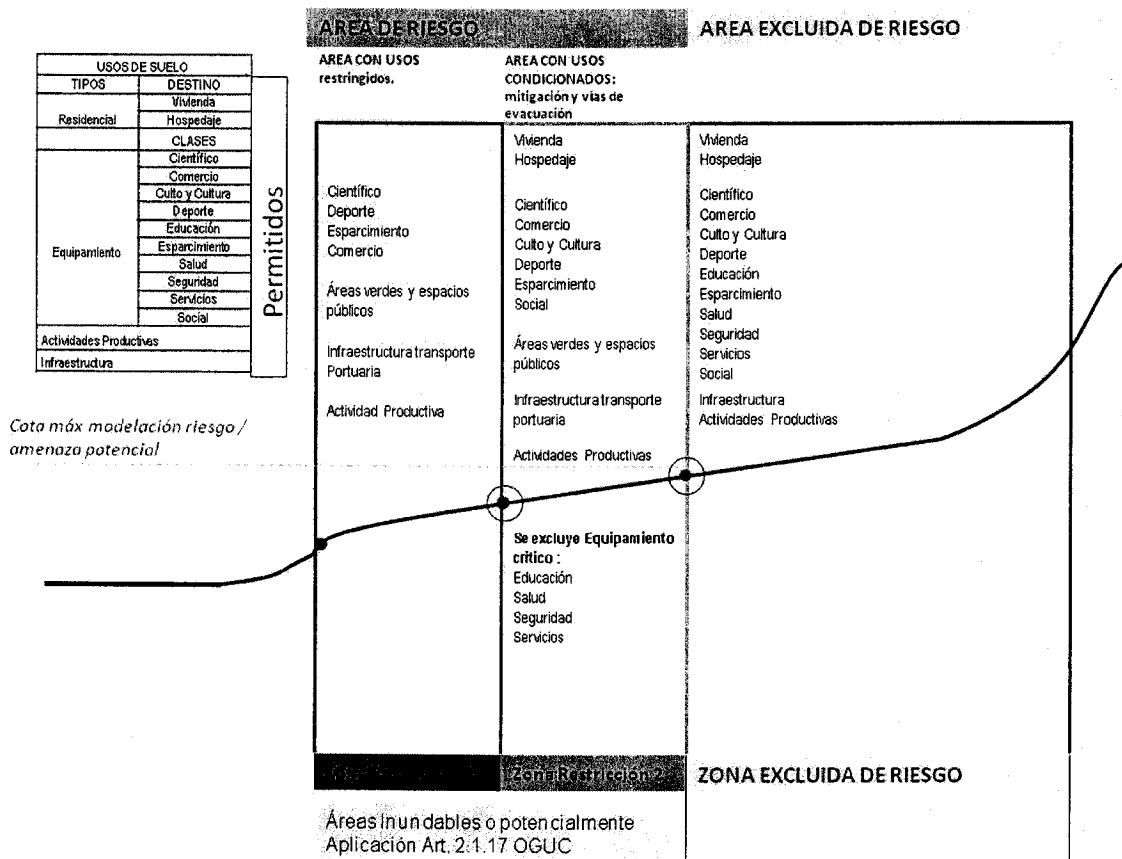 AREA DE RIESGO
AREA EXCLUIDA DE RIESGO
AREA CON USOS
restringidos.
AREA CON USOS
CONDICIONADOS:
mitigación y vías de
evacuación
USOS DE SUELO
TIPOS
DESTINO
Residencial
Vivienda
Hospedaje
CLASES
Equipamiento
Científico
Comercio
Culto y Cultura
Deporte
Educación
Esparcimiento
Salud
Seguridad
Servicios
Social
Actividades Productivas
Infraestructura
Permitidos
Científico
Deporte
Esparcimiento
Comercio
Áreas verdes y espacios
públicos
Infraestructura transporte
Portuaria
Actividad Productiva
Vivienda
Hospedaje
Científico
Comercio
Culto y Cultura
Deporte
Esparcimiento
Social
Áreas verdes y espacios
públicos
Infraestructura transporte
portuaria
Actividades Productivas
Se excluye Equipamiento
crítico :
Educación
Salud
Seguridad
Servicios
Vivienda
Hospedaje
Científico
Comercio
Culto y Cultura
Deporte
Educación
Esparcimiento
Salud
Seguridad
Servicios
Social
Infraestructura
Actividades Productivas
Cota máx modelación riesgo /
amenaza potencial
Zona Restricción 2
ZONA EXCLUIDA DE RIESGO
Áreas Inundables o potencialmente
Aplicación Art. 2.1.17 OGUC